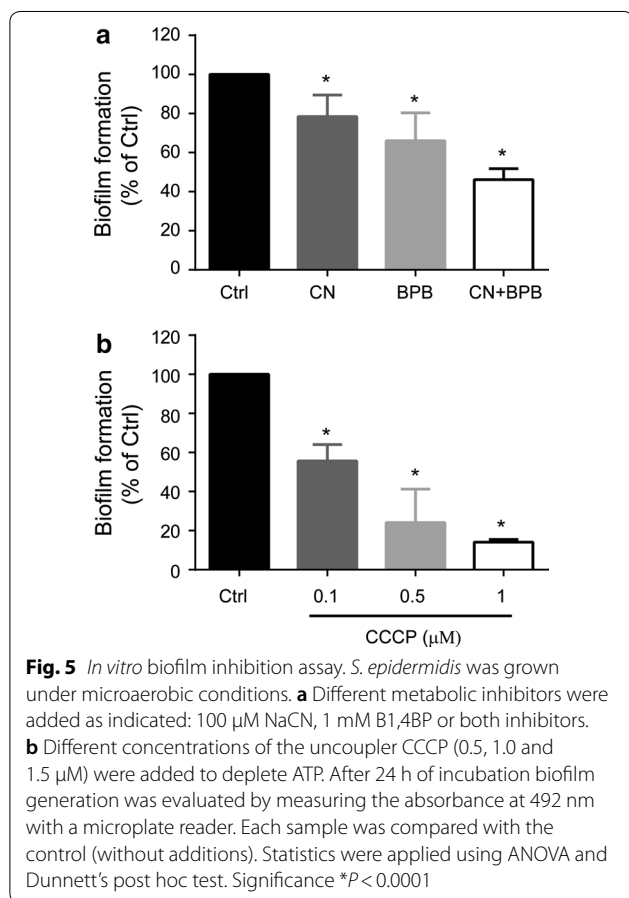 a
120
100
80
60
40
20
0
Biofilm formation
(% of Ctrl)
* * *
Ctrl CN BPB CN+BPB
b
120
100
80
60
40
20
0
Biofilm formation
(% of Ctrl)
* * *
Ctrl 0.1 0.5 1
CCCP (μM)
Fig. 5 In vitro biofilm inhibition assay. S. epidermidis was grown
under microaerobic conditions. a Different metabolic inhibitors were
added as indicated: 100 μM NaCN, 1 mM B1,4BP or both inhibitors.
b Different concentrations of the uncoupler CCCP (0.5, 1.0 and
1.5 μM) were added to deplete ATP. After 24 h of incubation biofilm
generation was evaluated by measuring the absorbance at 492 nm
with a microplate reader. Each sample was compared with the
control (without additions). Statistics were applied using ANOVA and
Dunnett's post hoc test. Significance *P < 0.0001